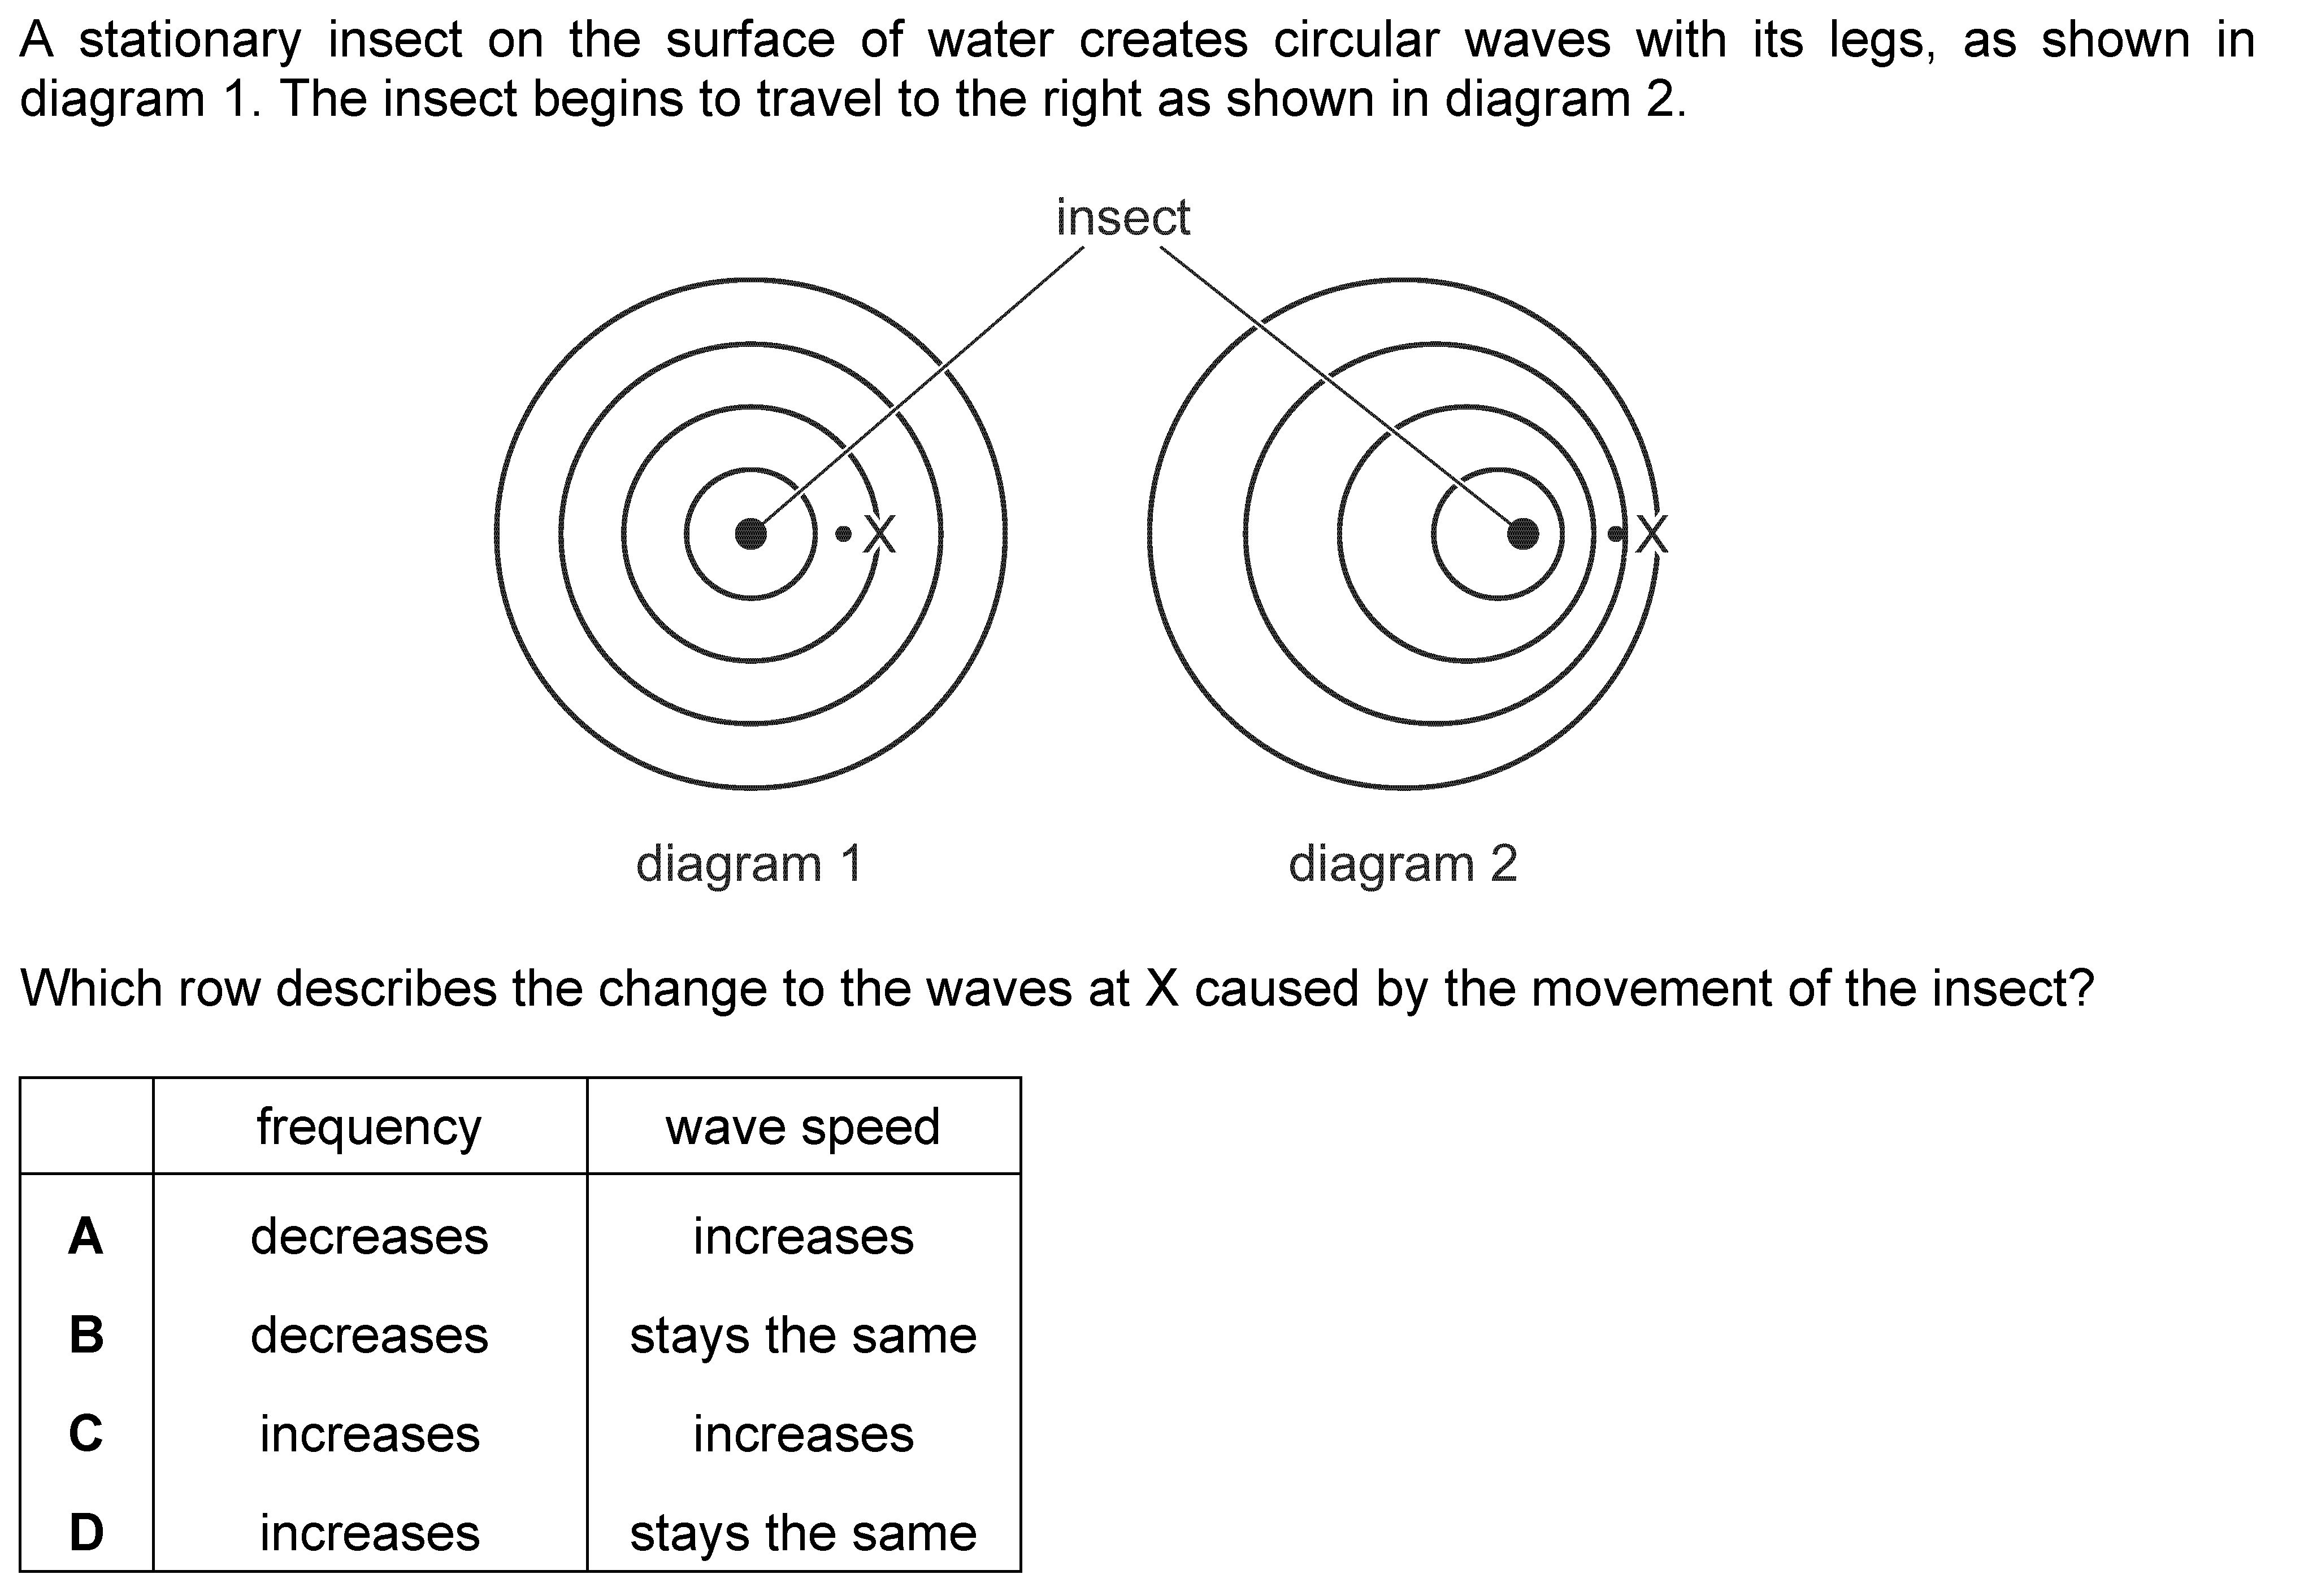 A stationary insect on the surface of water creates circular waves with its legs, as shown in
diagram 1. The insect begins to travel to the right as shown in diagram 2.
insect
X X
diagram 1 diagram 2
Which row describes the change to the waves at X caused by the movement of the insect?
frequency wave speed
A decreases increases
B decreases stays the same
C increases increases
D increases stays the same